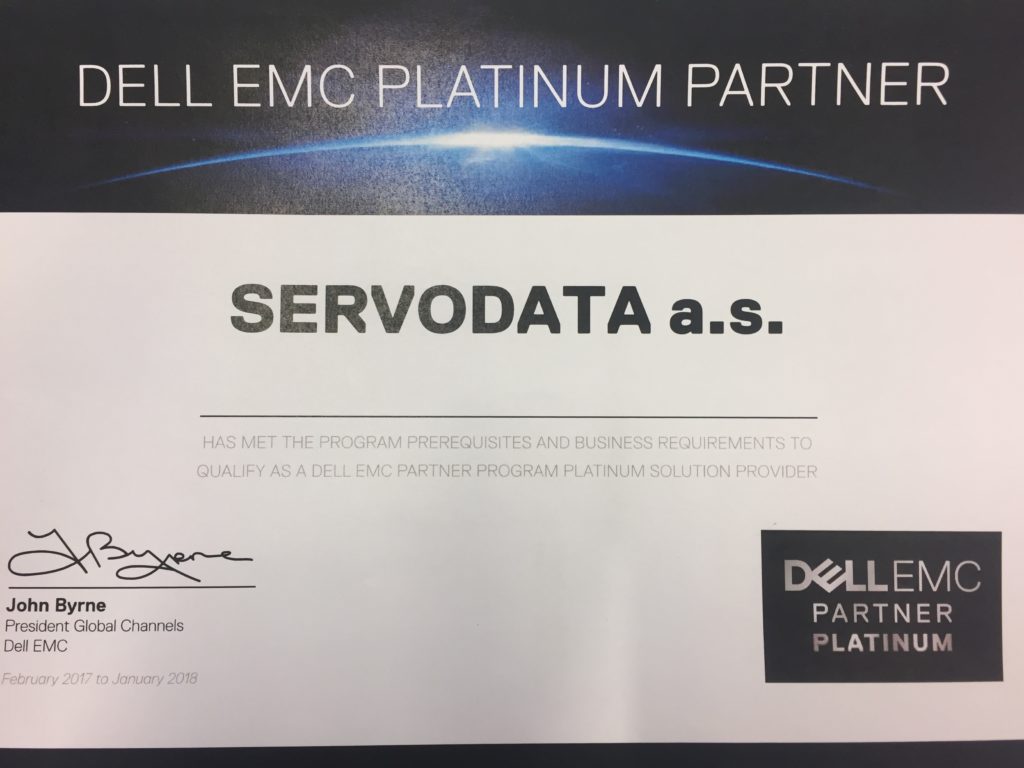 DELL EMC PLATINUM PARTNER
SERVODATA a.s.
HAS MET THE PROGRAM PREREQUISITES AND BUSINESS REQUIREMENTS TO
QUALIFY AS A DELL EMC PARTNER PROGRAM PLATINUM SOLUTION PROVIDER
J Byrne
John Byrne
President Global Channels
Dell EMC
February 2017 to January 2018
DELLEMC
PARTNER
PLATINUM